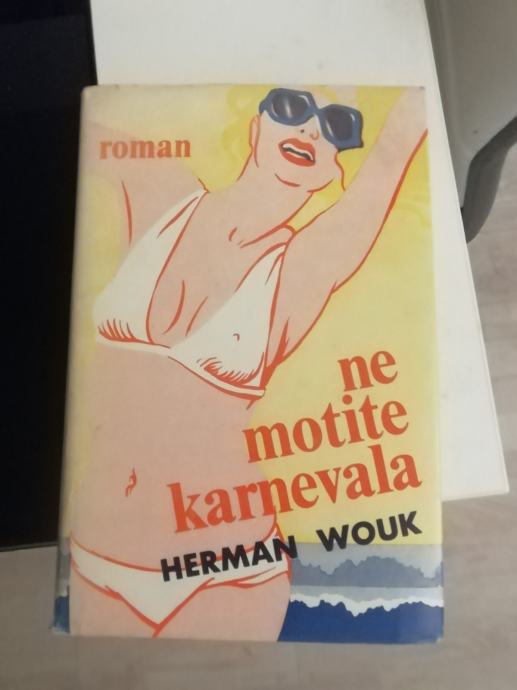 roman
ne
motite
karnevala
HERMAN WOUK